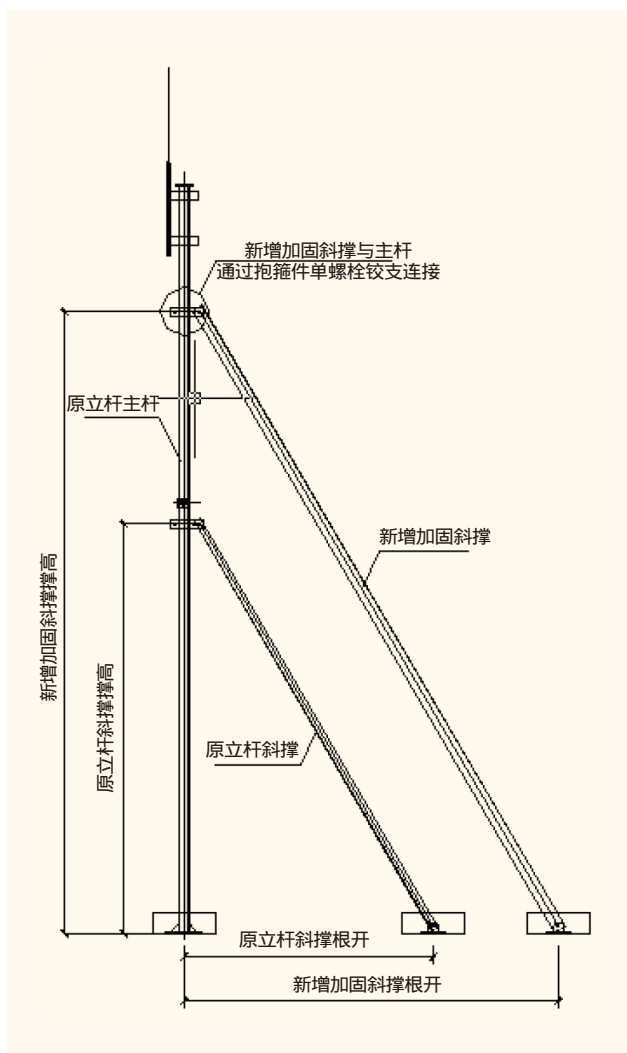 新增加固斜撑与主杆
通过抱箍件单螺栓铰支连接
原立杆主杆
新增加固斜撑
新增加固斜撑撑高
原立杆斜撑撑高
原立杆斜撑
原立杆斜撑根开
新增加固斜撑根开